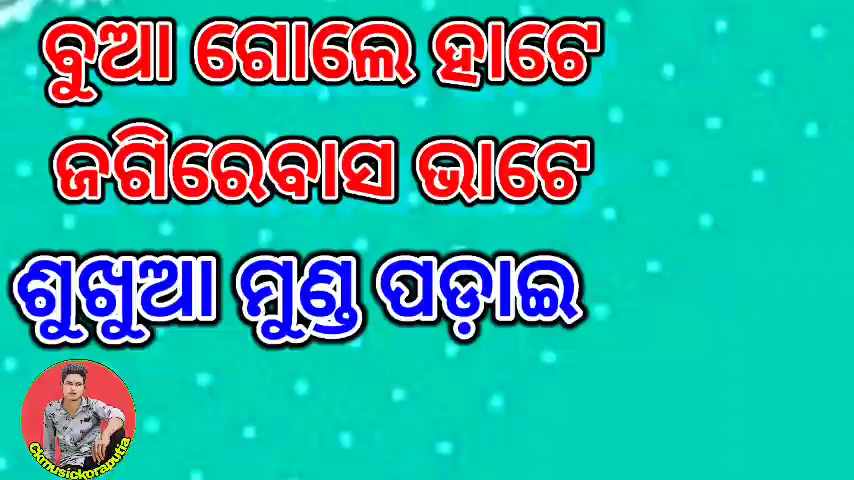 ବୁଆ ଗୋଲେ ହାଟେ
ଜଗିରେବାସ ଭାଟେ
ଶୁଖୁଆ ମୁଣ୍ଡ ପଡ଼ାଇ
Ckmusickoraputia